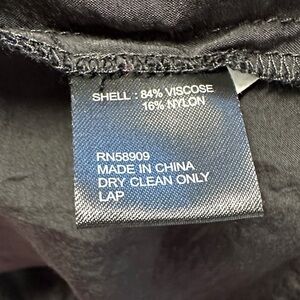 SHELL : 84% VISCOSE
16% NYLON
RN58909
MADE IN CHINA
DRY CLEAN ONLY
LAP